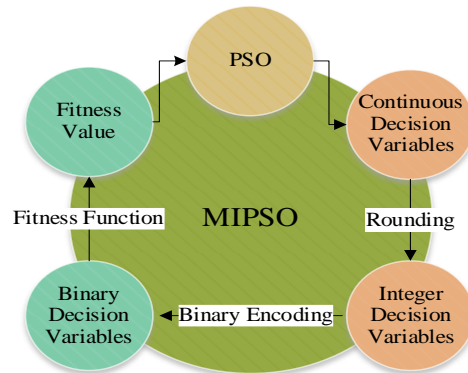 PSO
Fitness
Value
Continuous
Decision
Variables
Fitness Function
MIPSO
Rounding
Binary
Decision
Variables
Binary Encoding
Integer
Decision
Variables